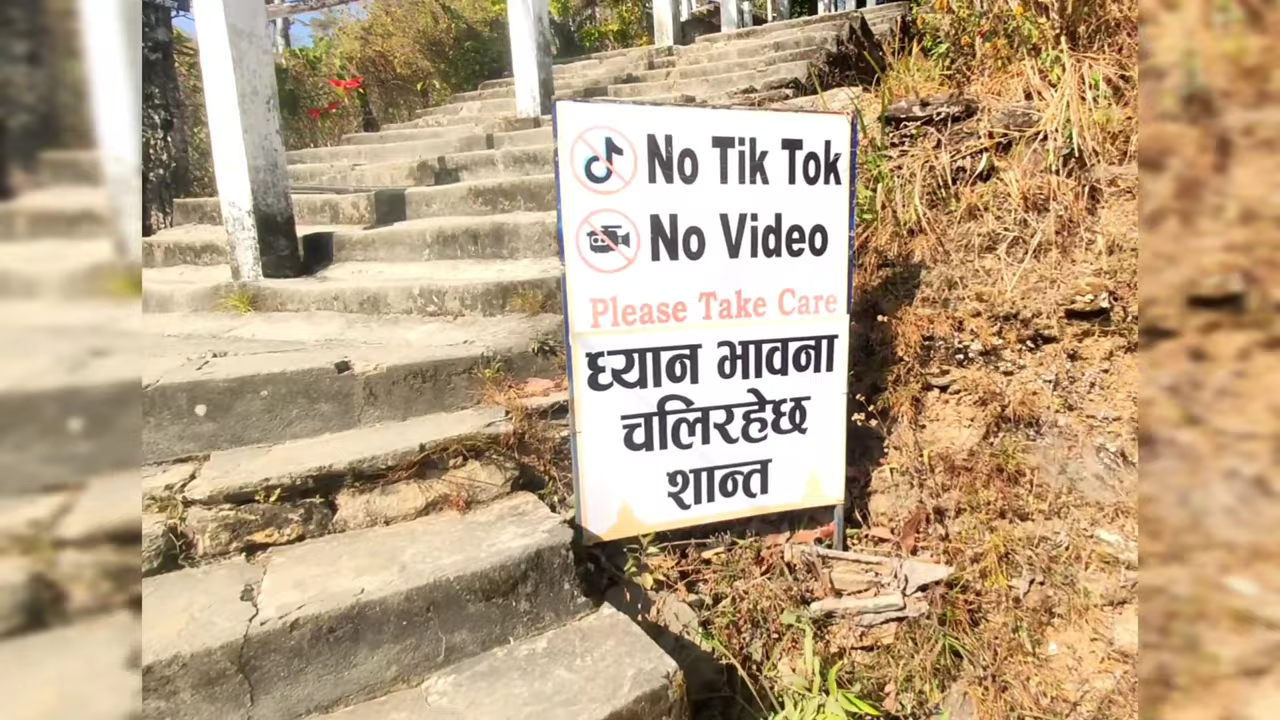 No Tik Tok
No Video
Please Take Care
ध्यान भावना
चलिरहेछ
शान्त